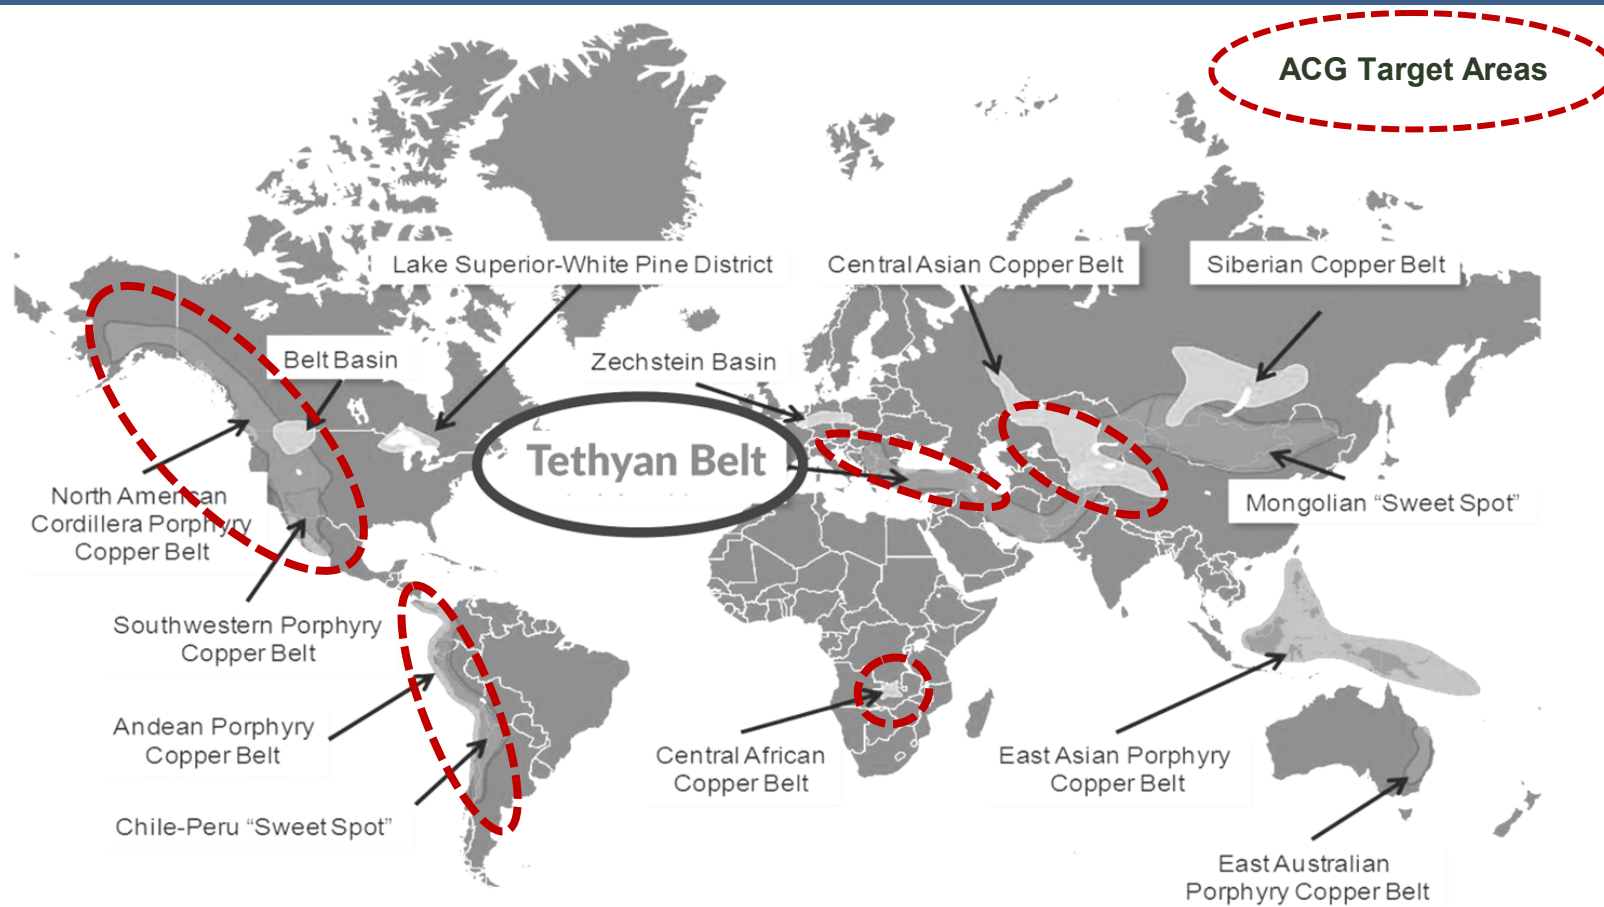 ACG Target Areas
Lake Superior-White Pine District
Central Asian Copper Belt
Siberian Copper Belt
Belt Basin
Zechstein Basin
Tethyan Belt
North American
Cordillera Porphyry
Copper Belt
Mongolian “Sweet Spot”
Southwestern Porphyry
Copper Belt
Andean Porphyry
Copper Belt
Central African
Copper Belt
East Asian Porphyry
Copper Belt
Chile-Peru “Sweet Spot”
East Australian
Porphyry Copper Belt